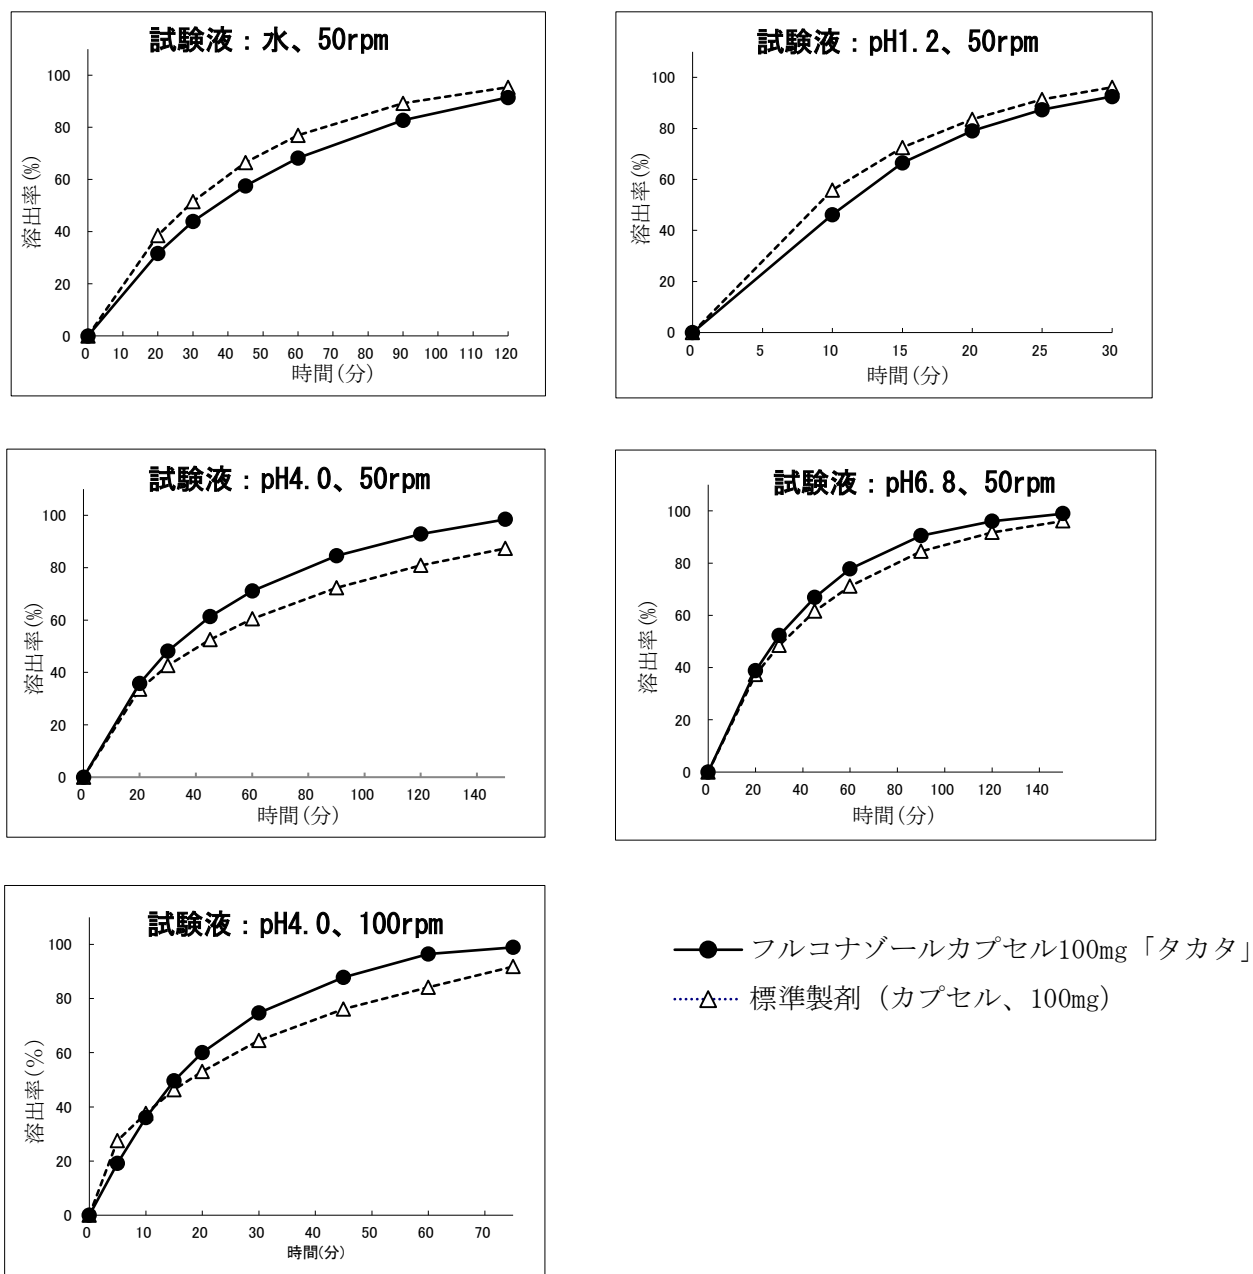 試験液：水、50rpm
100
80
60
40
20
0
溶出率(%)
0 10 20 30 40 50 60 70 80 90 100 110 120
時間(分)
試験液：pH1.2、50rpm
100
80
60
40
20
0
溶出率(%)
0 5 10 15 20 25 30
時間(分)
試験液：pH4.0、50rpm
100
80
60
40
20
0
溶出率(%)
0 20 40 60 80 100 120 140
時間(分)
試験液：pH6.8、50rpm
100
80
60
40
20
0
溶出率(%)
0 20 40 60 80 100 120 140
時間(分)
試験液：pH4.0、100rpm
100
80
60
40
20
0
溶出率(%)
0 10 20 30 40 50 60 70
時間(分)
フルコナゾールカプセル100mg「タカタ」
標準製剤（カプセル、100mg）